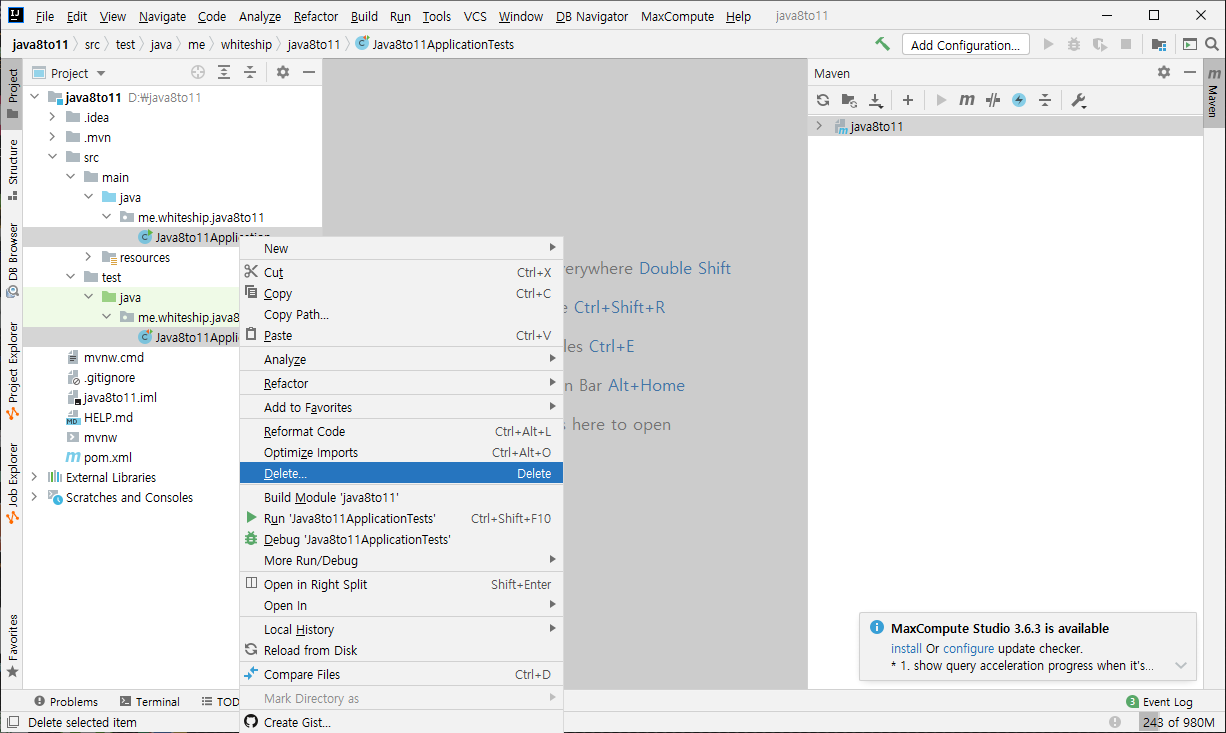 File Edit View Navigate Code Analyze Refactor Build Run Tools VCS Window DB Navigator MaxCompute Help java8to11
java8to11 src test java me whiteship java8to11 Java8to11ApplicationTests
Add Configuration...
Project
Maven
java8to11 D:₩java8to11
.idea
.mvn
src
main
java
me.whiteship.java8to11
Java8to11Application
resources
test
java
me.whiteship.java8
Java8to11Appli
mvnw.cmd
.gitignore
java8to11.iml
HELP.md
mvnw
pom.xml
External Libraries
Scratches and Consoles
Project
Structure
DB Browser
Project Explorer
Job Explorer
Favorites
New
Cut Ctrl+X
Copy Ctrl+C
Copy Path...
Paste Ctrl+V
Analyze
Refactor
Add to Favorites
Reformat Code Ctrl+Alt+L
Optimize Imports Ctrl+Alt+O
Delete... Delete
Build Module 'java8to11'
Run 'Java8to11ApplicationTests' Ctrl+Shift+F10
Debug 'Java8to11ApplicationTests'
More Run/Debug
Open in Right Split Shift+Enter
Open In
Local History
Reload from Disk
Compare Files Ctrl+D
Mark Directory as
Create Gist...
erywhere Double Shift
e Ctrl+Shift+R
les Ctrl+E
n Bar Alt+Home
s here to open
java8to11
Maven
MaxCompute Studio 3.6.3 is available
install Or configure update checker.
* 1. show query acceleration progress when it's...
Problems Terminal TOD
3 Event Log
Delete selected item
243 of 980M